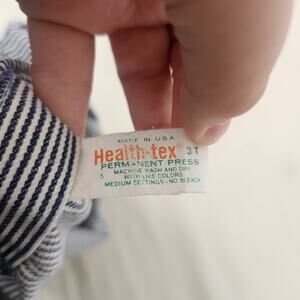 MADE IN U.S.A
Health-tex® 3T
PERMANENT PRESS
MACHINE WASH AND DRY
WITH LIKE COLORS
MEDIUM SETTINGS - NO BLEACH